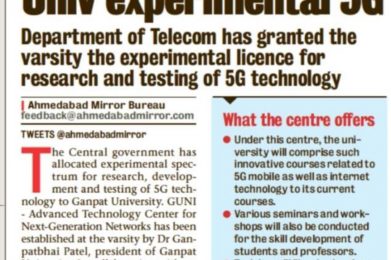 Univ experimental 5G
Department of Telecom has granted the
varsity the experimental licence for
research and testing of 5G technology
Ahmedabad Mirror Bureau
feedback@ahmedabadmirror.com
TWEETS @ahmedabadmirror
The Central government has
allocated experimental spec-
trum for research, develop-
ment and testing of 5G tech-
nology to Ganpat University. GUNI
- Advanced Technology Center for
Next-Generation Networks has been
established at the varsity by Dr Gan-
patbhai Patel, president of Ganpat
What the centre offers
Under this centre, the uni-
versity will comprise such
innovative courses related to
5G mobile as well as internet
technology to its current
courses.
Various seminars and work-
shops will also be conducted
for the skill development of
students and professors.